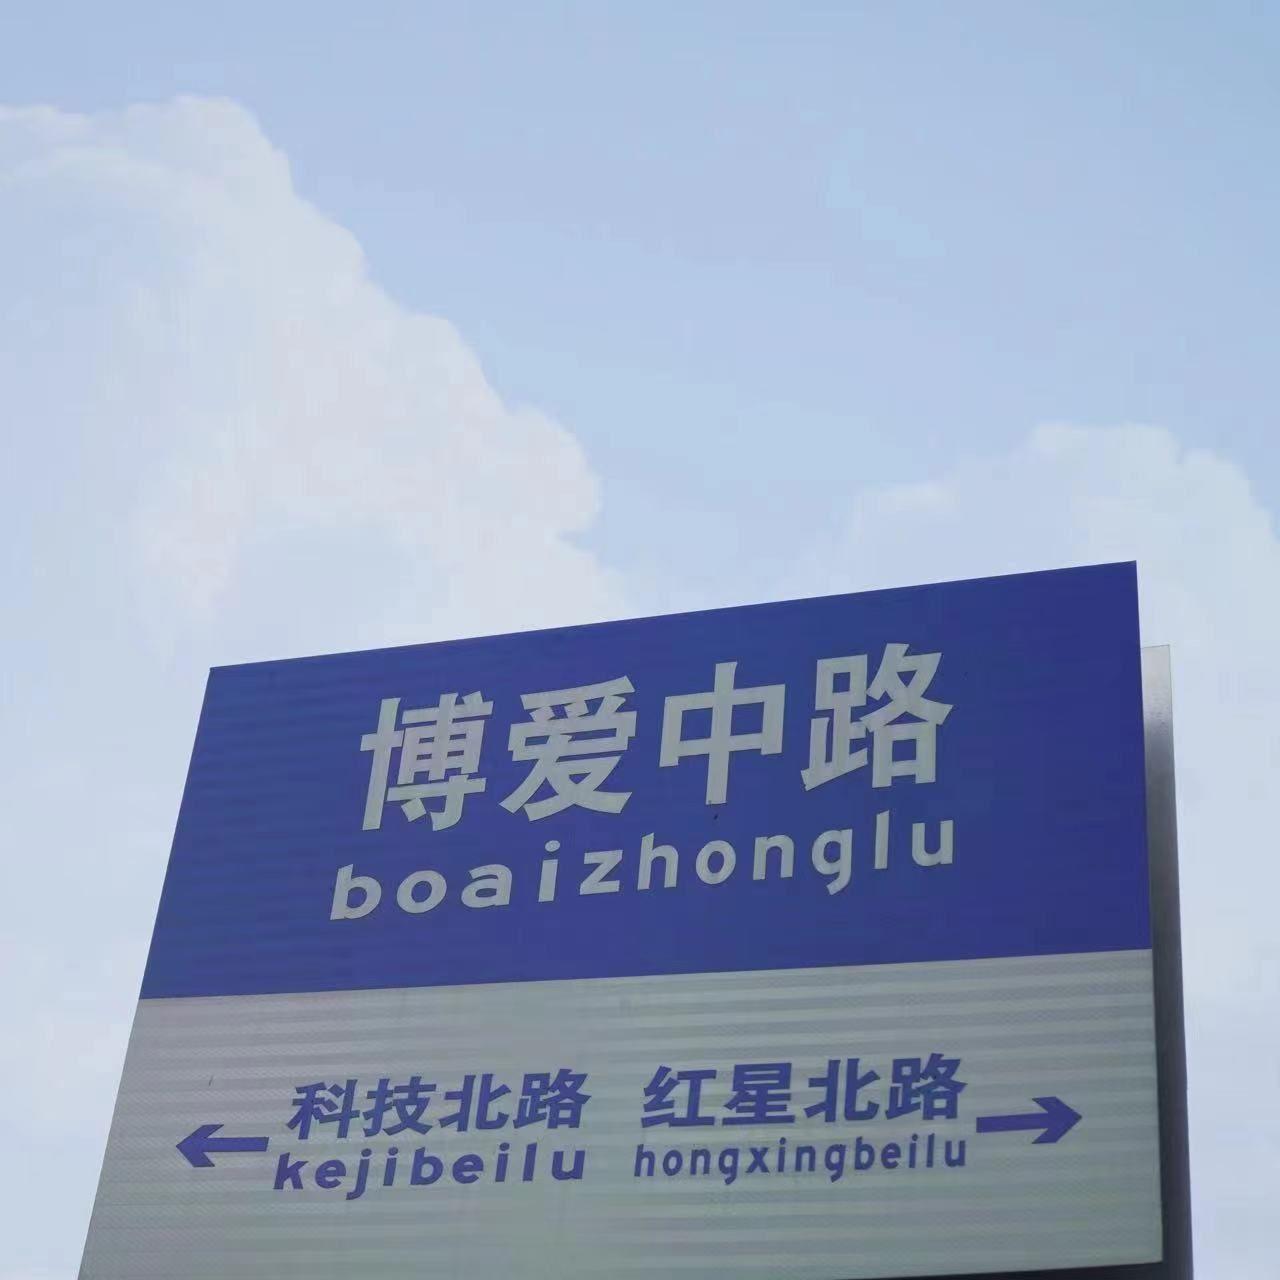 博爱中路
boaizhonglu
科技北路 红星北路
kejibeilu hongxingbeilu